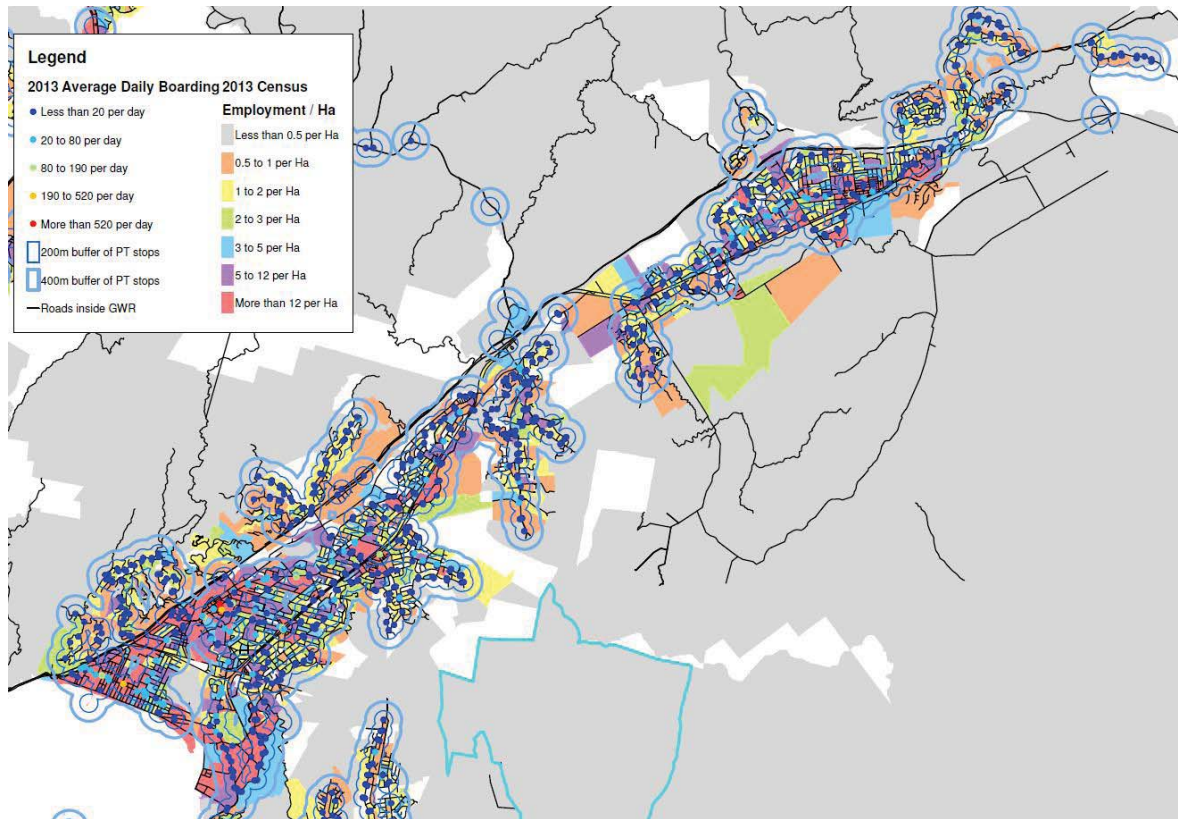 Legend
2013 Average Daily Boarding
Less than 20 per day
20 to 80 per day
80 to 190 per day
190 to 520 per day
More than 520 per day
200m buffer of PT stops
400m buffer of PT stops
Roads inside GWR
2013 Census
Employment / Ha
Less than 0.5 per Ha
0.5 to 1 per Ha
1 to 2 per Ha
2 to 3 per Ha
3 to 5 per Ha
5 to 12 per Ha
More than 12 per Ha